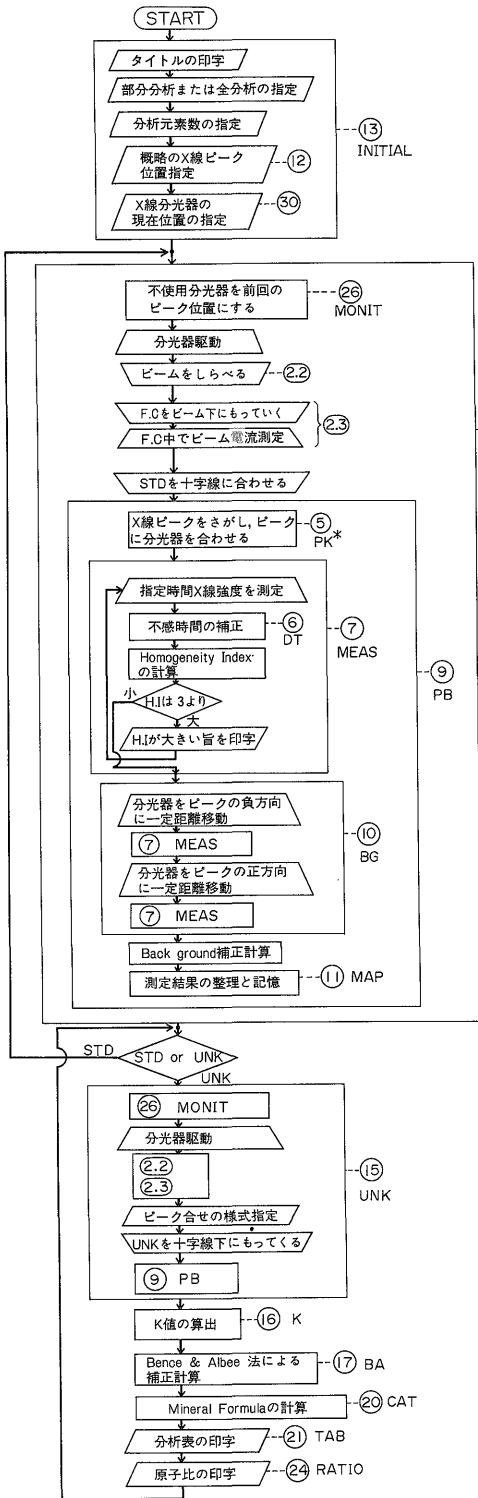 START
タイトルの印字
部分分析または全分析の指定
分析元素数の指定
13
INITIAL
概略のX線ピーク
位置指定
12
X線分光器の
現在位置の指定
30
不使用分光器を前回の
ピーク位置にする
26
MONIT
分光器駆動
ビームをしらべる
2.2
F.Cをビーム下にもっていく
F.C中でビーム電流測定
2.3
STDを十字線に合わせる
X線ピークをさがし,ピーク
に分光器を合わせる
5
PK*
指定時間X線強度を測定
不感時間の補正
6
DT
7
MEAS
Homogeneity Index
の計算
9
PB
小
H.Iは3より
大
H.Iが大きい旨を印字
分光器をピークの負方向
に一定距離移動
7 MEAS
10
BG
分光器をピークの正方向
に一定距離移動
7 MEAS
Back ground補正計算
測定結果の整理と記憶
11 MAP
STD
STD or UNK
UNK
26 MONIT
分光器駆動
2.2
2.3
15
UNK
ピーク合せの様式指定
UNKを十字線下にもってくる
9 PB
K値の算出
16 K
Bence & Albee 法による
補正計算
17 BA
Mineral Formulaの計算
20 CAT
分析表の印字
21 TAB
原子比の印字
24 RATIO